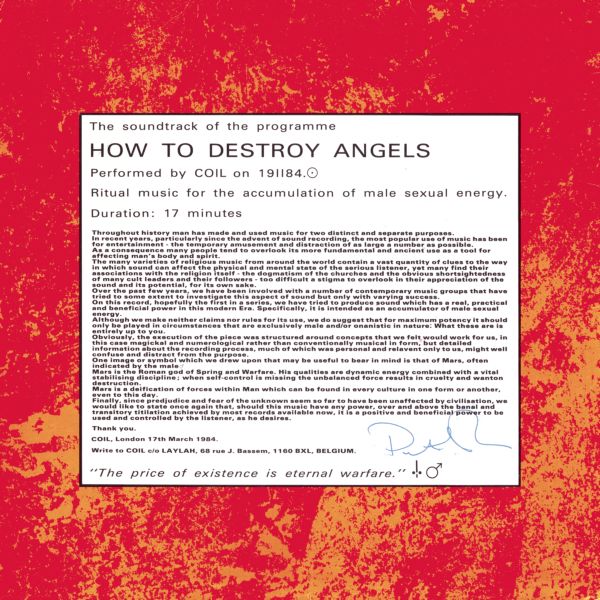 The soundtrack of the programme
HOW TO DESTROY ANGELS
Performed by COIL on 19II84.☉
Ritual music for the accumulation of male sexual energy.
Duration: 17 minutes
Throughout history man has made and used music for two distinct and separate purposes.
In recent years, particularly since the advent of sound recording, the most popular use of music has been
for entertainment - the temporary amusement and distraction of as large a number as possible.
As a consequence many people tend to overlook its more fundamental and ancient use as a tool for
affecting man's body and spirit.
The many varieties of religious music from around the world contain a vast quantity of clues to the way
in which sound can affect the physical and mental state of the serious listener, yet many find their
associations with the religion itself - the dogmatism of the churches and the obvious shortsightedness
of many cult leaders and their followers - too difficult a stigma to overlook in their appreciation of the
sound and its potential, for its own sake.
Over the past few years, we have been involved with a number of contemporary music groups that have
tried to some extent to investigate this aspect of sound but only with varying success.
On this record, hopefully the first in a series, we have tried to produce sound which has a real, practical
and beneficial power in this modern Era. Specifically, it is intended as an accumulator of male sexual
energy.
Although we make neither claims nor rules for its use, we do suggest that for maximum potency it should
only be played in circumstances that are exclusively male and/or onanistic in nature: What these are is
entirely up to you.
Obviously, the execution of the piece was structured around concepts that we felt would work for us, in
this case magickal and numerological rather than conventionally musical in form, but detailed
information about the recording process, much of which was personal and relavent only to us, might well
confuse and distract from the purpose.
One image or symbol which we drew upon that may be useful to bear in mind is that of Mars, often
indicated by the male :
Mars is the Roman god of Spring and Warfare. His qualities are dynamic energy combined with a vital
stabilising discipline; when self-control is missing the unbalanced force results in cruelty and wanton
destruction.
Mars is a deification of forces within Man which can be found in every culture in one form or another,
even to this day.
Finally, since predjudice and fear of the unknown seem so far to have been unaffected by civilisation, we
would like to state once again that, should this music have any power, over and above the banal and
transitory titilation achieved by most records available now, it is a positive and beneficial power to be
used and controlled by the listener, as he desires.
Thank you.
COIL, London 17th March 1984.
Write to COIL c/o LAYLAH, 68 rue J. Bassem, 1160 BXL, BELGIUM.
"The price of existence is eternal warfare." ♂